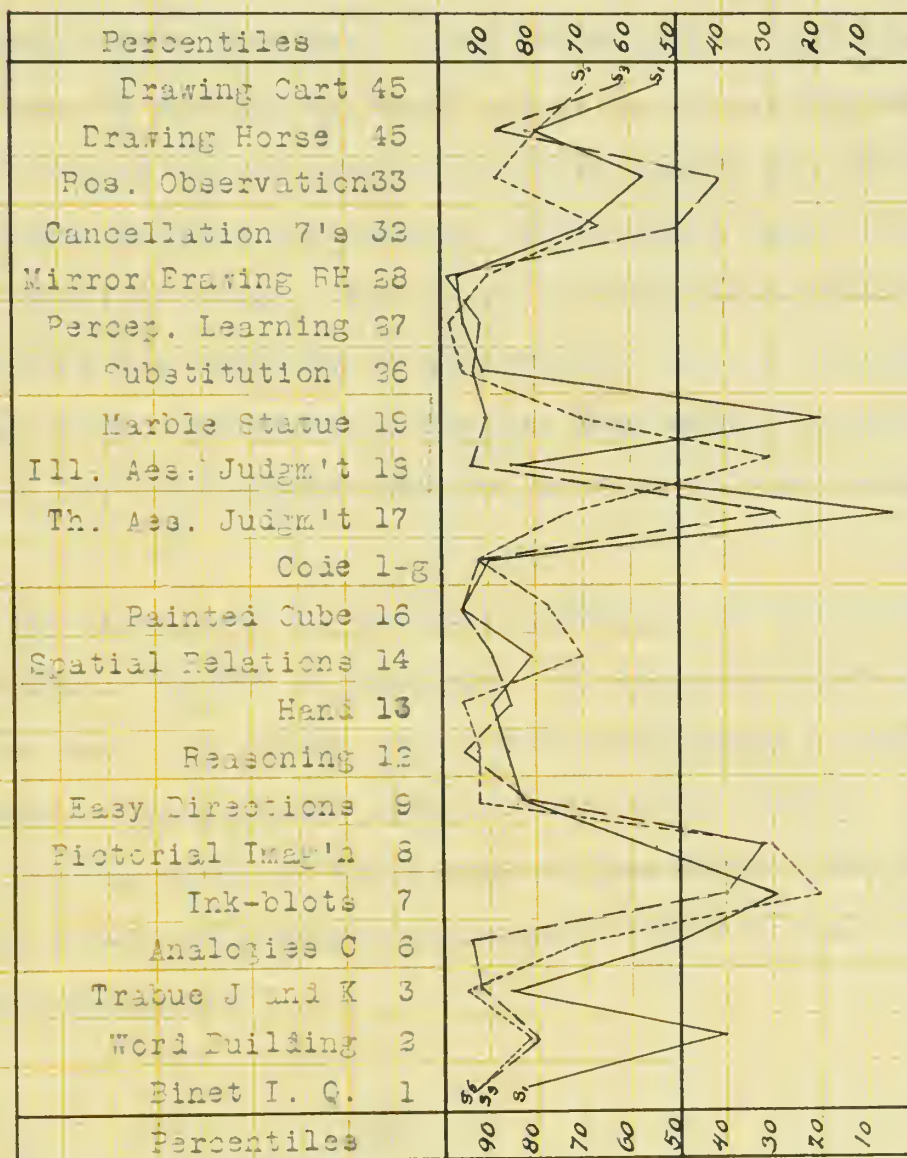 Percentiles 90 80 70 60 50 40 30 20 10
S3 S1
Drawing Cart 45
Drawing Horse 45
Pos. Observation 33
Cancellation 7's 32
Mirror Drawing RH 28
Percep. Learning 27
Substitution 26
Marble Statue 19
Ill. Aes. Judgm't 18
Th. Aes. Judgm't 17
Code 1-g
Painted Cube 16
Spatial Relations 14
Hand 13
Reasoning 12
Easy Directions 9
Pictorial Imag'n 8
Ink-blots 7
Analogies C 6
Trabue J and K 3
Word Building 2
Binet I. Q. 1
S1
Percentiles 90 80 70 60 50 40 30 20 10